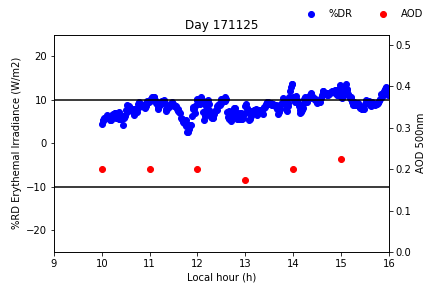 %DR AOD
Day 171125
20
10
0
−10
−20
%RD Erythemal Irradiance (W/m2)
0.5
0.4
0.3
0.2
0.1
0.0
AOD 500nm
9 10 11 12 13 14 15 16
Local hour (h)